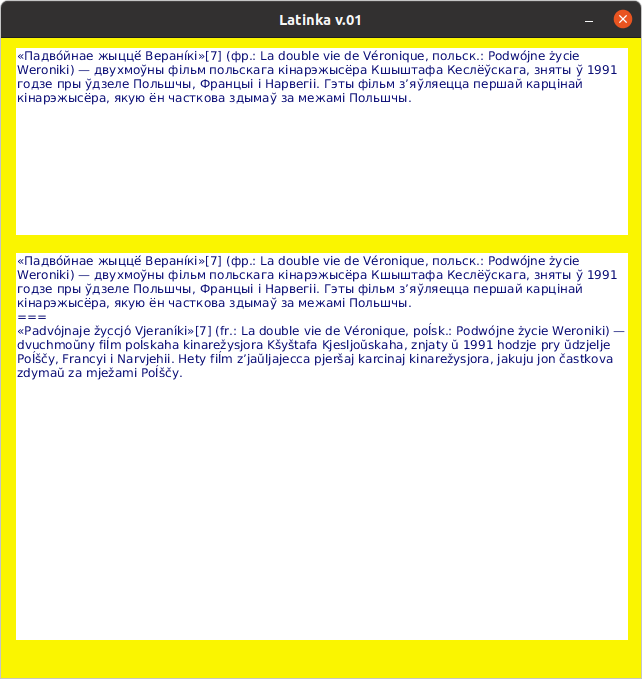 Latinka v.01
«Падво́йнае жыццё Верані́кі»[7] (фр.: La double vie de Véronique, польск.: Podwójne życie
Weroniki) — двухмоўны фільм польскага кінарэжысёра Кшыштафа Кеслёўскага, зняты ў 1991
годзе пры ўдзеле Польшчы, Францыі і Нарвегіі. Гэты фільм з’яўляецца першай карцінай
кінарэжысёра, якую ён часткова здымаў за межамі Польшчы.
«Падво́йнае жыццё Верані́кі»[7] (фр.: La double vie de Véronique, польск.: Podwójne życie
Weroniki) — двухмоўны фільм польскага кінарэжысёра Кшыштафа Кеслёўскага, зняты ў 1991
годзе пры ўдзеле Польшчы, Францыі і Нарвегіі. Гэты фільм з’яўляецца першай карцінай
кінарэжысёра, якую ён часткова здымаў за межамі Польшчы.
===
«Padvójnaje žyccjó Vjeraníki»[7] (fr.: La double vie de Véronique, poĺsk.: Podwójne życie Weroniki) —
dvuchmoŭny fiĺm poĺskaha kinarežysjora Kšyštafa Kjesljoŭskaha, znjaty ŭ 1991 hodzje pry ŭdzjelje
Poĺščy, Francyi i Narvjehii. Hety fiĺm z’jaŭljajecca pjeršaj karcinaj kinarežysjora, jakuju jon častkova
zdymaŭ za mježami Poĺščy.